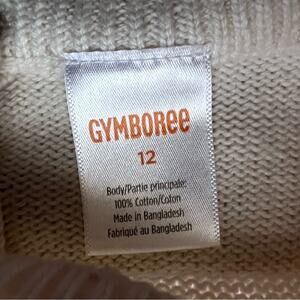 GYMBOREE
12
Body/Partie principale:
100% Cotton/Coton
Made in Bangladesh
Fabriqué au Bangladesh